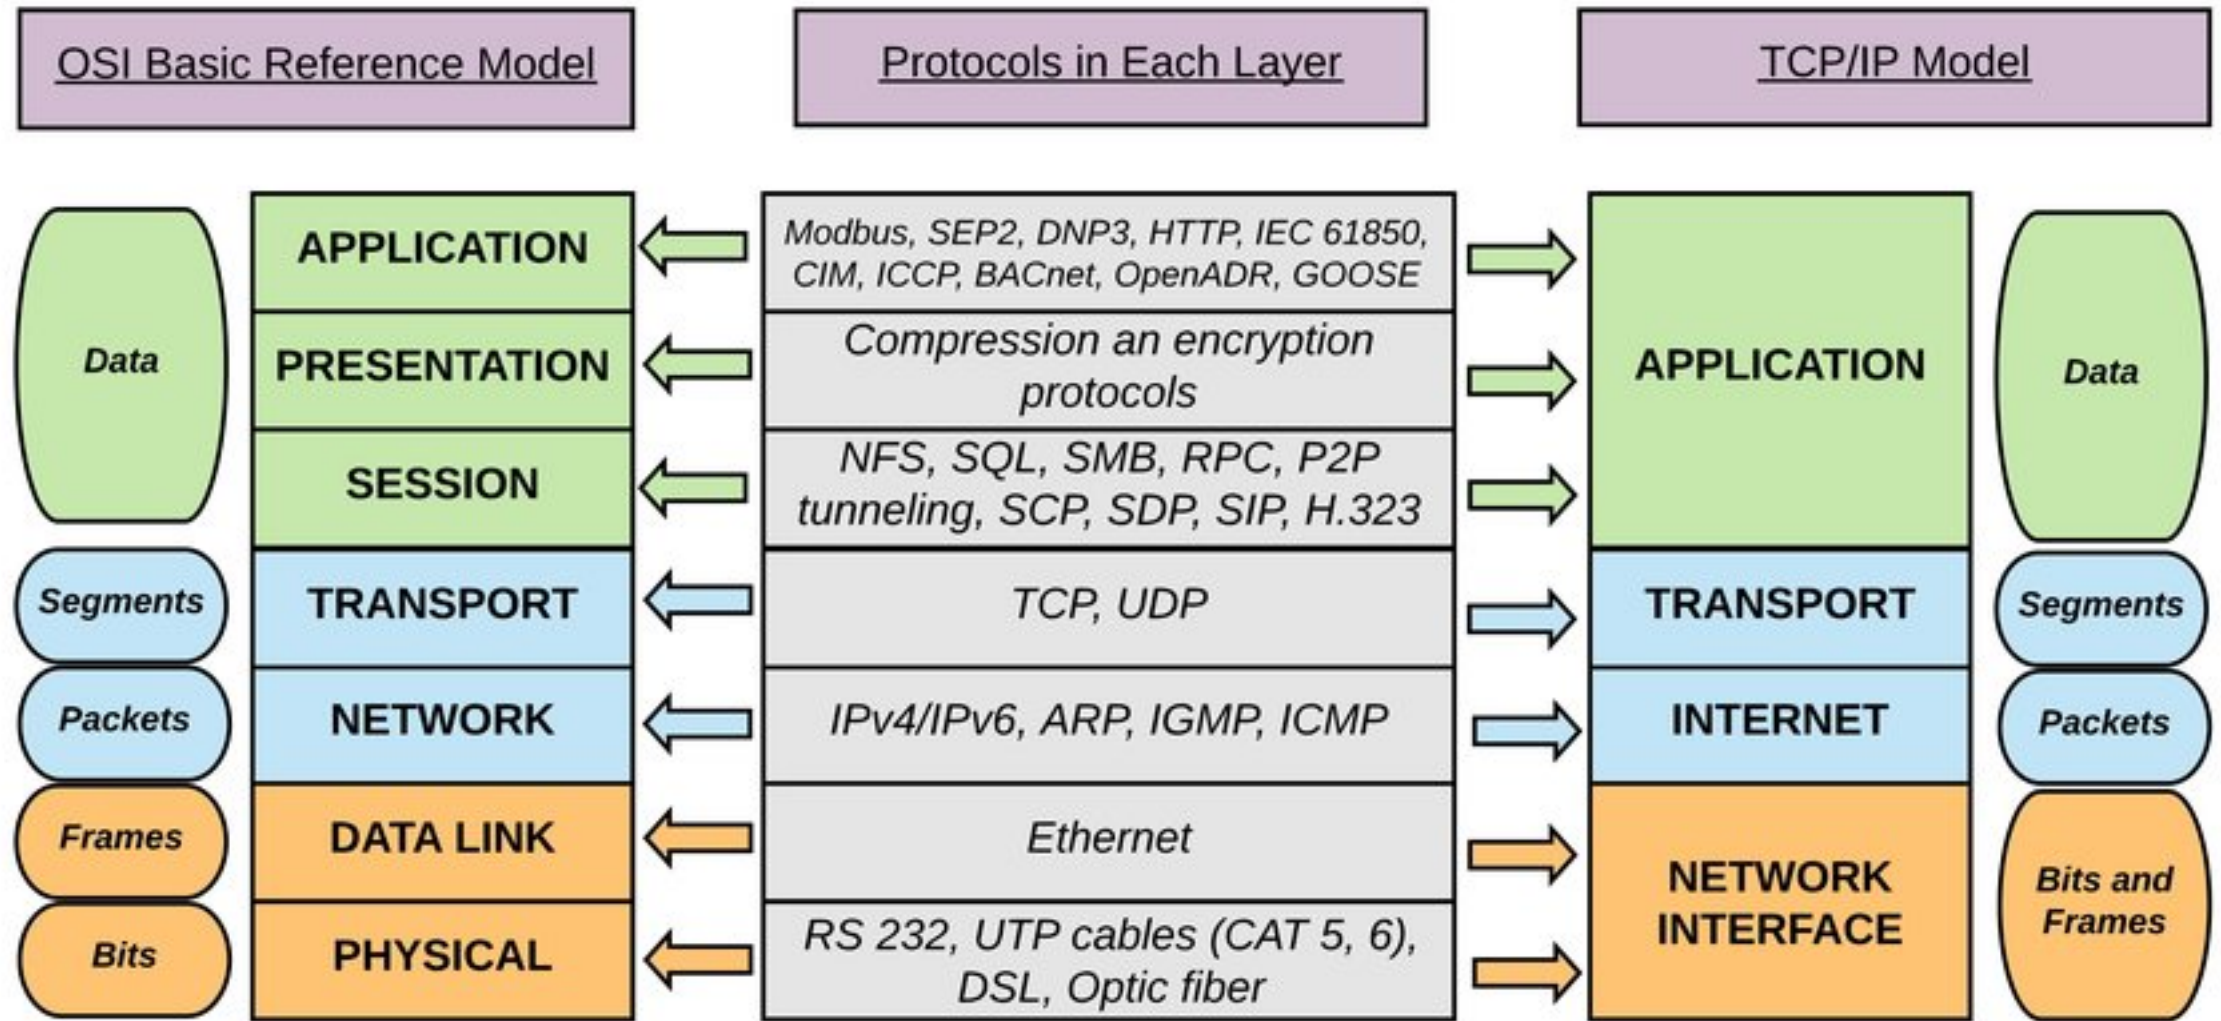 OSI Basic Reference Model
Protocols in Each Layer
TCP/IP Model
Data
APPLICATION
PRESENTATION
SESSION
Modbus, SEP2, DNP3, HTTP, IEC 61850,
CIM, ICCP, BACnet, OpenADR, GOOSE
Compression an encryption
protocols
NFS, SQL, SMB, RPC, P2P
tunneling, SCP, SDP, SIP, H.323
APPLICATION
Data
Segments
TRANSPORT
TCP, UDP
TRANSPORT
Segments
Packets
NETWORK
IPv4/IPv6, ARP, IGMP, ICMP
INTERNET
Packets
Frames
DATA LINK
Ethernet
Bits
PHYSICAL
RS 232, UTP cables (CAT 5, 6),
DSL, Optic fiber
NETWORK
INTERFACE
Bits and
Frames